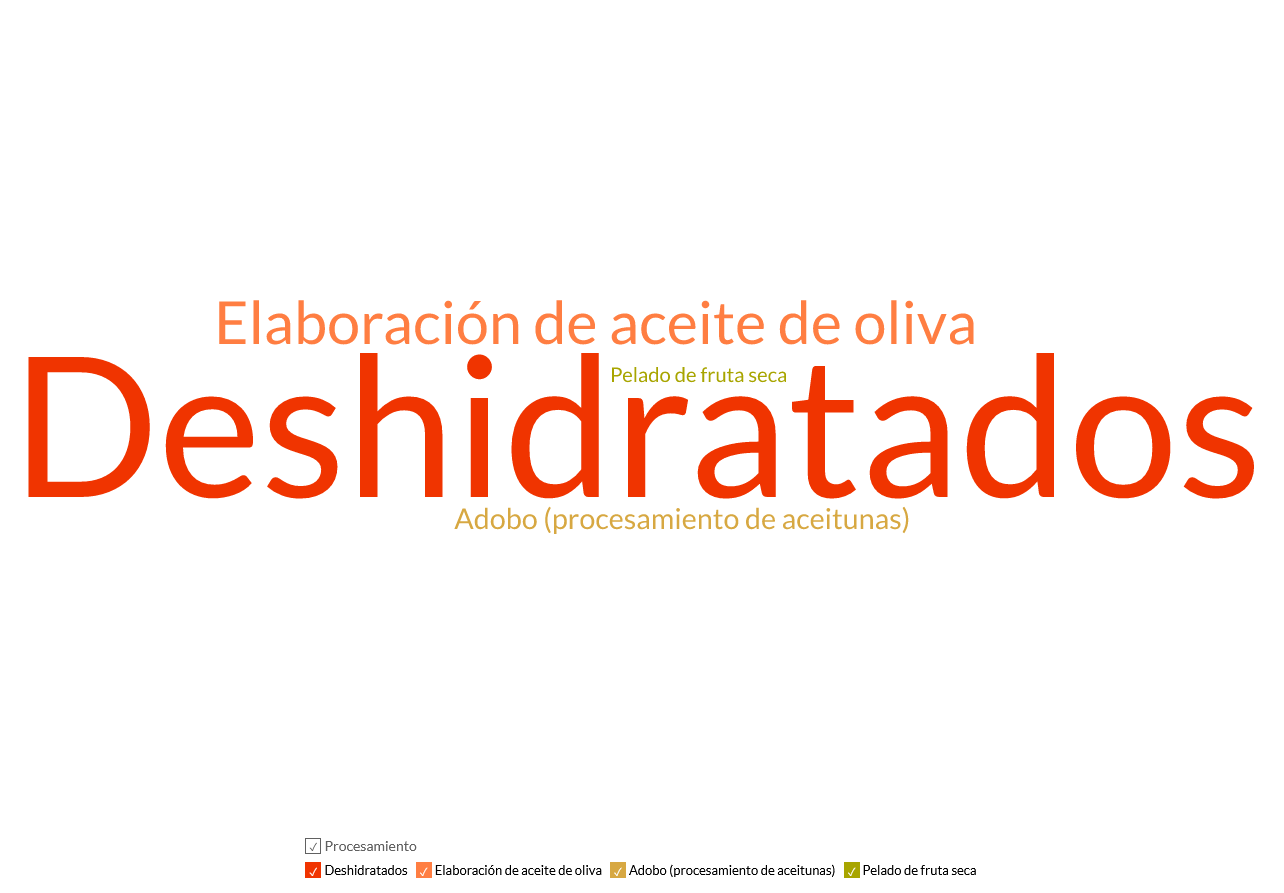 Elaboración de aceite de oliva
Deshidratados
Pelado de fruta seca
Adobo (procesamiento de aceitunas)
Procesamiento
Deshidratados Elaboración de aceite de oliva Adobo (procesamiento de aceitunas) Pelado de fruta seca